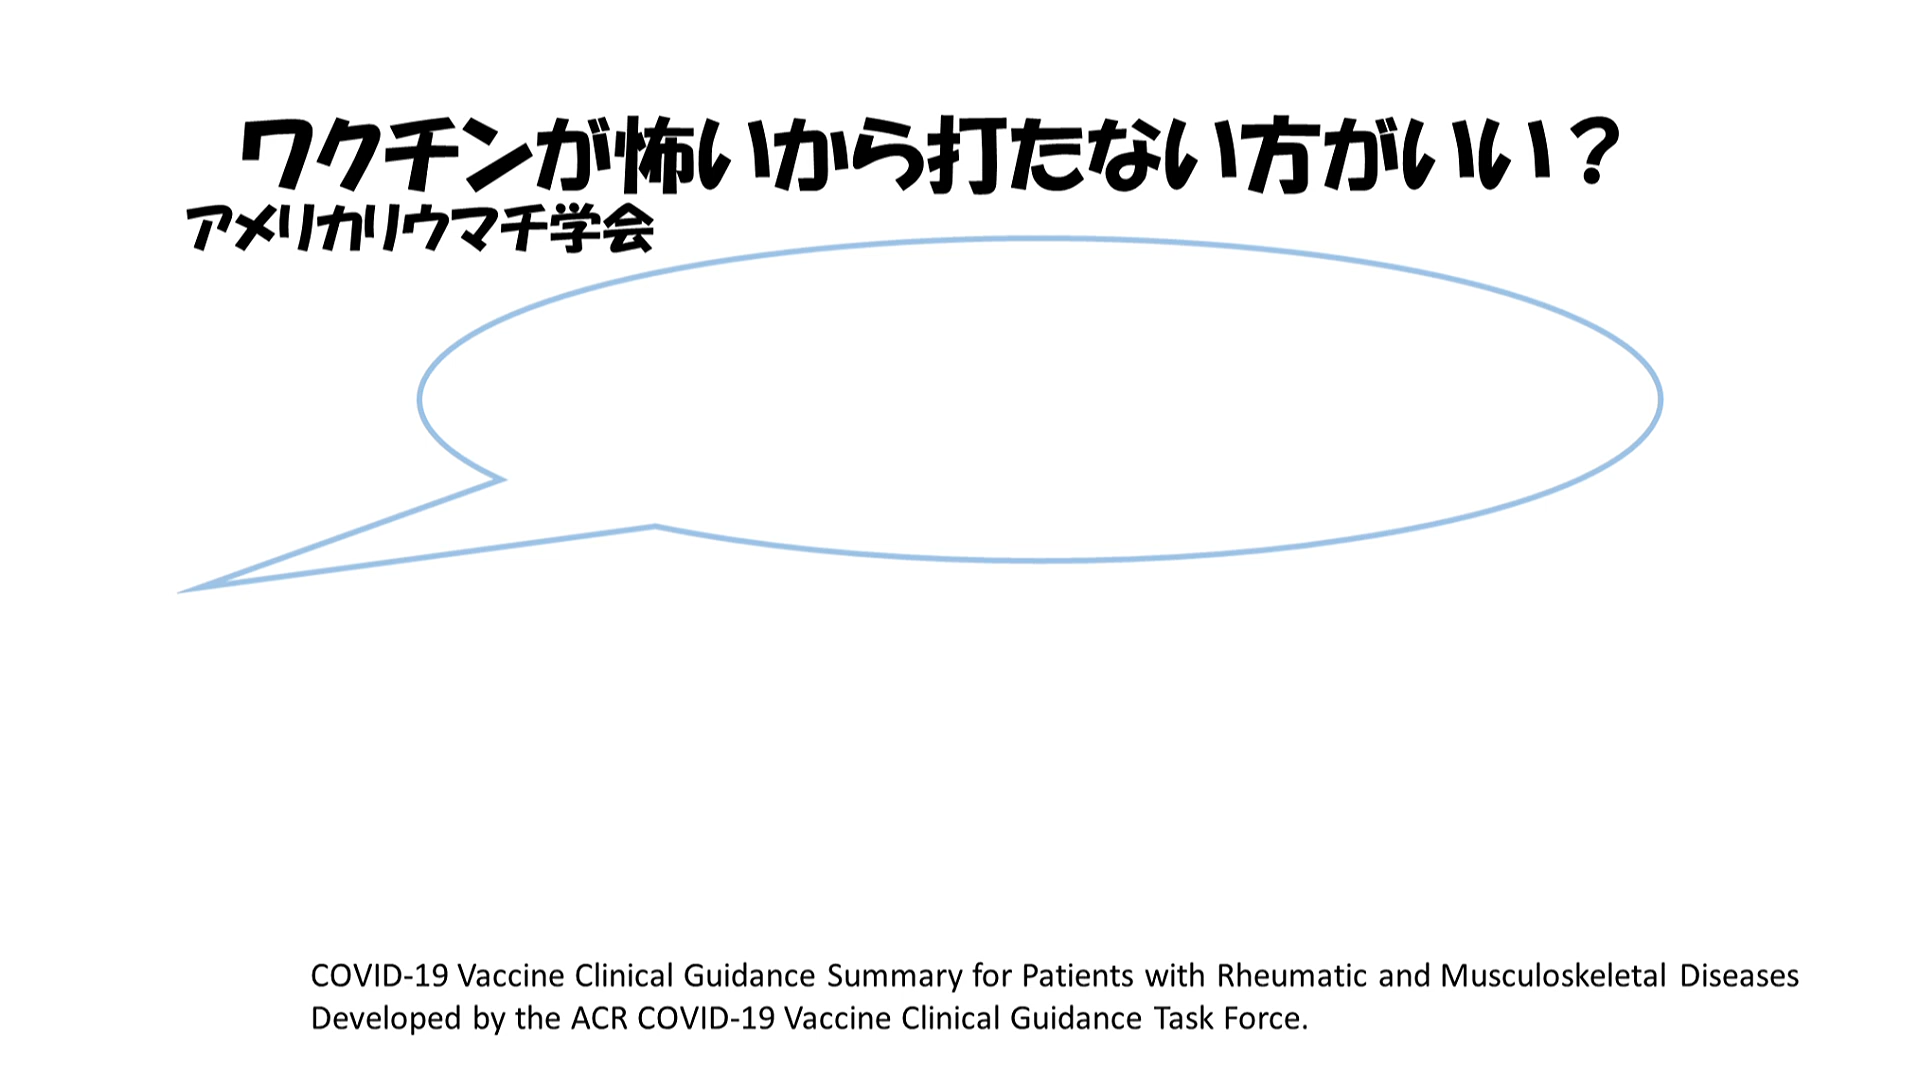 ワクチンが怖いから打たない方がいい？
アメリカリウマチ学会
COVID-19 Vaccine Clinical Guidance Summary for Patients with Rheumatic and Musculoskeletal Diseases
Developed by the ACR COVID-19 Vaccine Clinical Guidance Task Force.